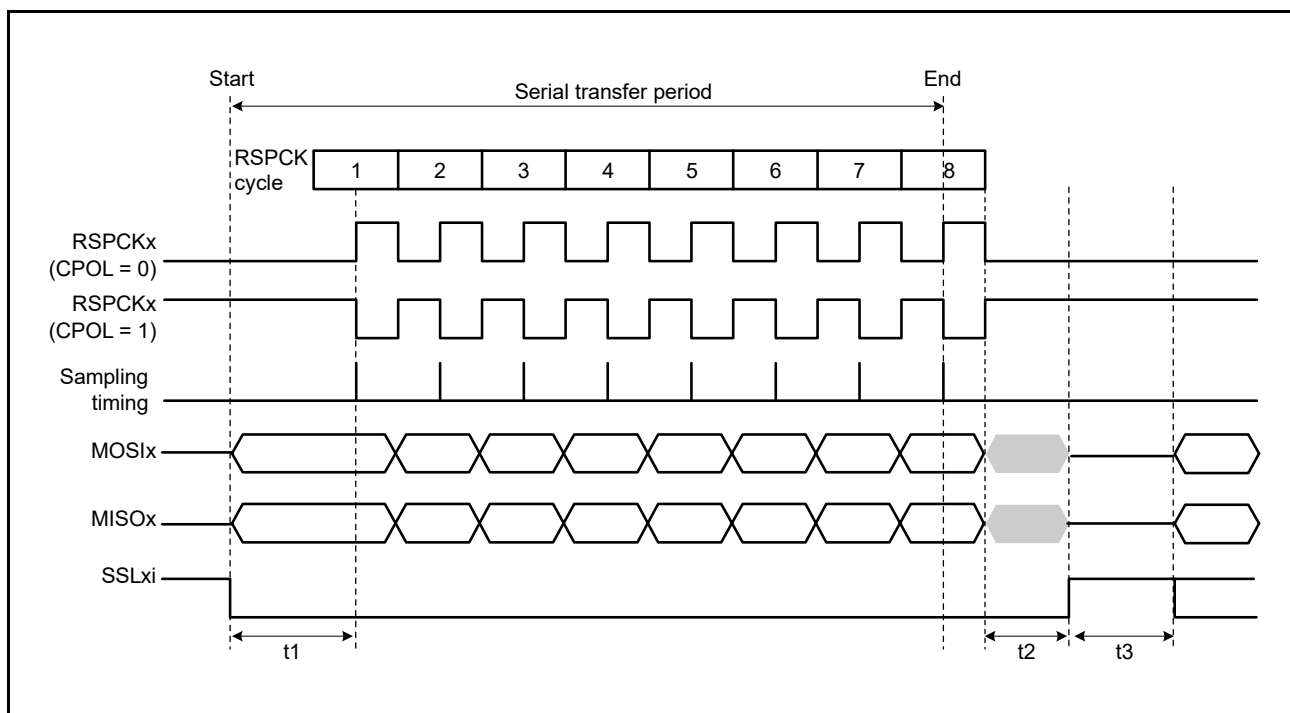 Start
End
Serial transfer period
RSPCK
cycle
1 2 3 4 5 6 7 8
RSPCKx
(CPOL = 0)
RSPCKx
(CPOL = 1)
Sampling
timing
MOSIx
MISOx
SSLxi
t1
t2
t3